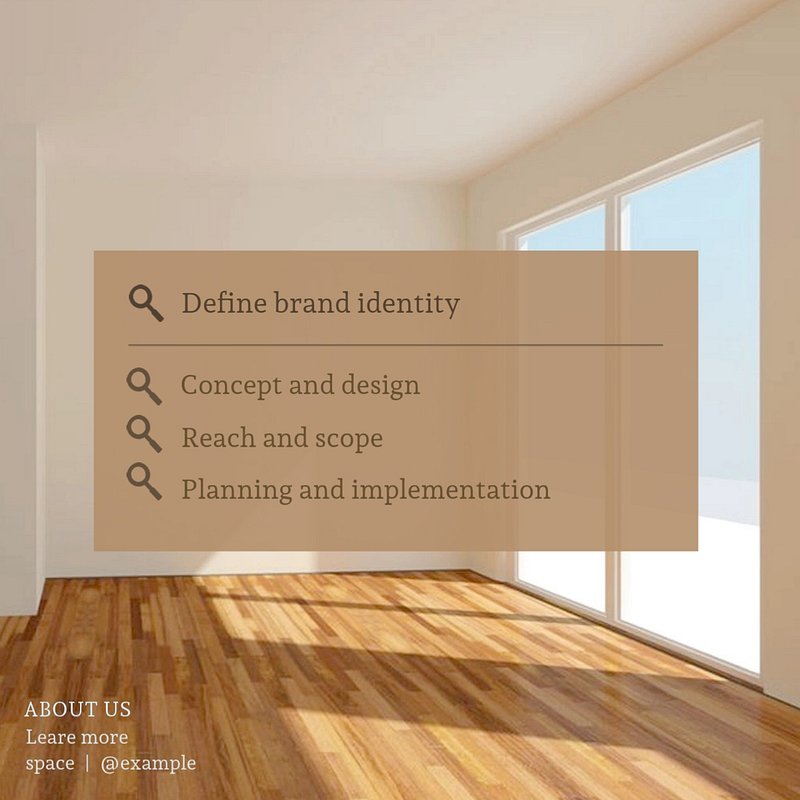 Define brand identity
Concept and design
Reach and scope
Planning and implementation
ABOUT US
Leare more
space | @example